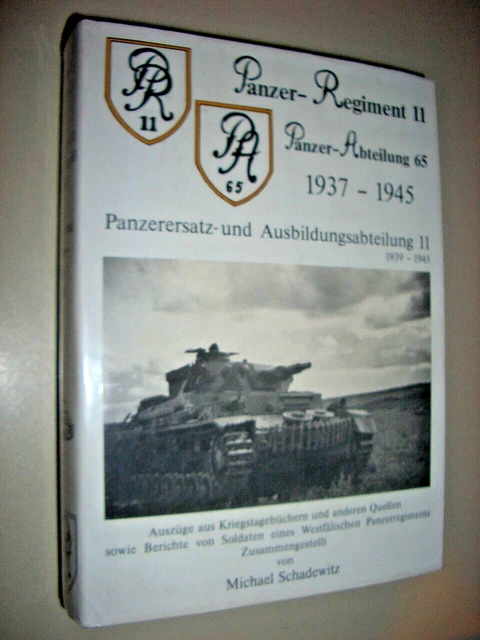 PR
11
Panzer-Regiment 11
PA
65
Panzer-Abteilung 65
1937 - 1945
Panzerersatz- und Ausbildungsabteilung 11
1939 - 1945
Auszüge aus Kriegstagebüchern und anderen Quellen
sowie Berichte von Soldaten eines Westfälischen Panzerregiments
Zusammengestellt
von
Michael Schadewitz